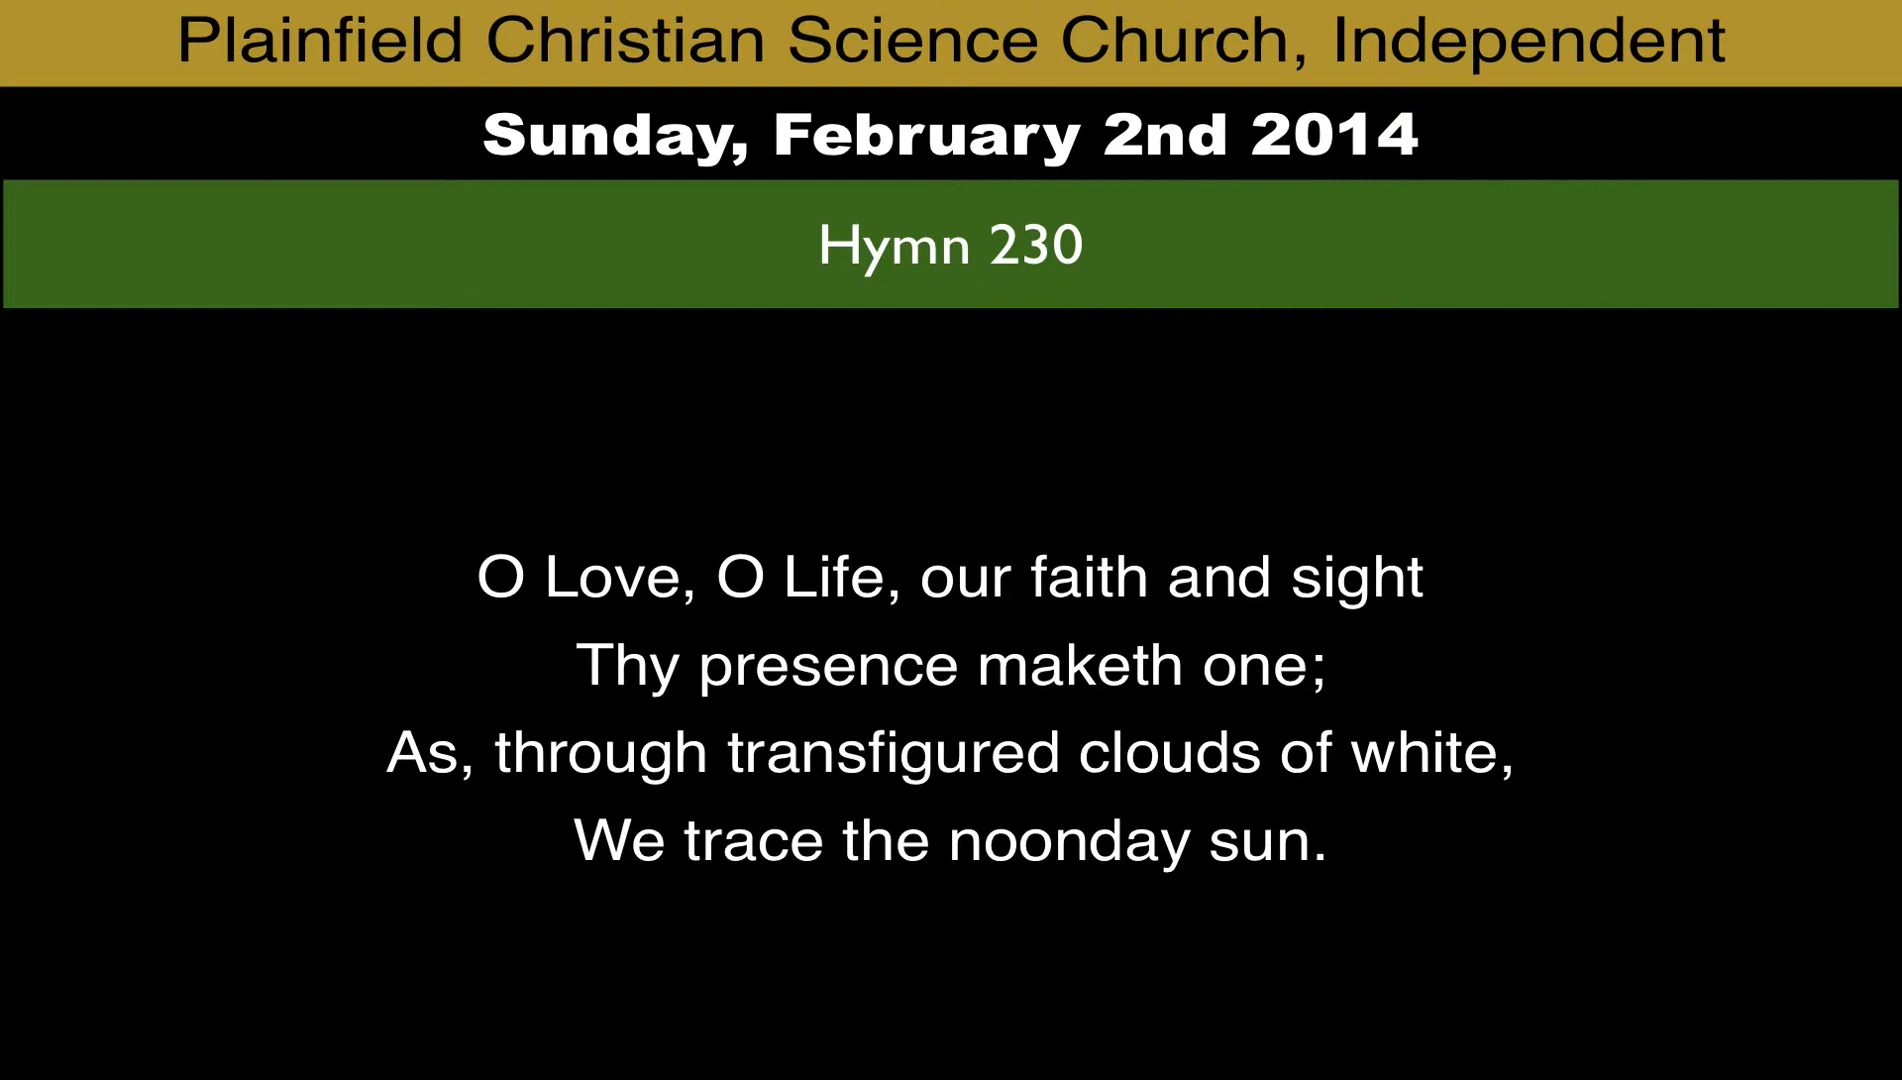 Plainfield Christian Science Church, Independent
Sunday, February 2nd 2014
Hymn 230
O Love, O Life, our faith and sight
Thy presence maketh one;
As, through transfigured clouds of white,
We trace the noonday sun.